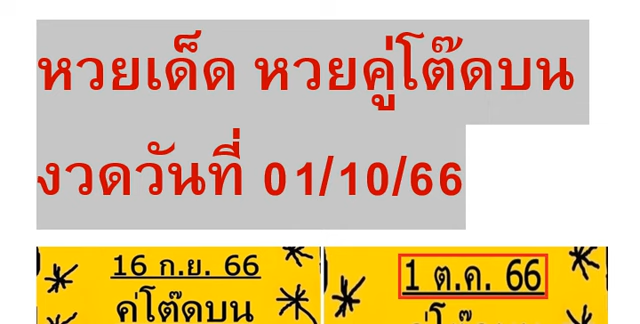 หวยเด็ด หวยคู่โต๊ดบน
งวดวันที่ 01/10/66
16 ก.ย. 66
คู่โต๊ดบน
1 ต.ค. 66